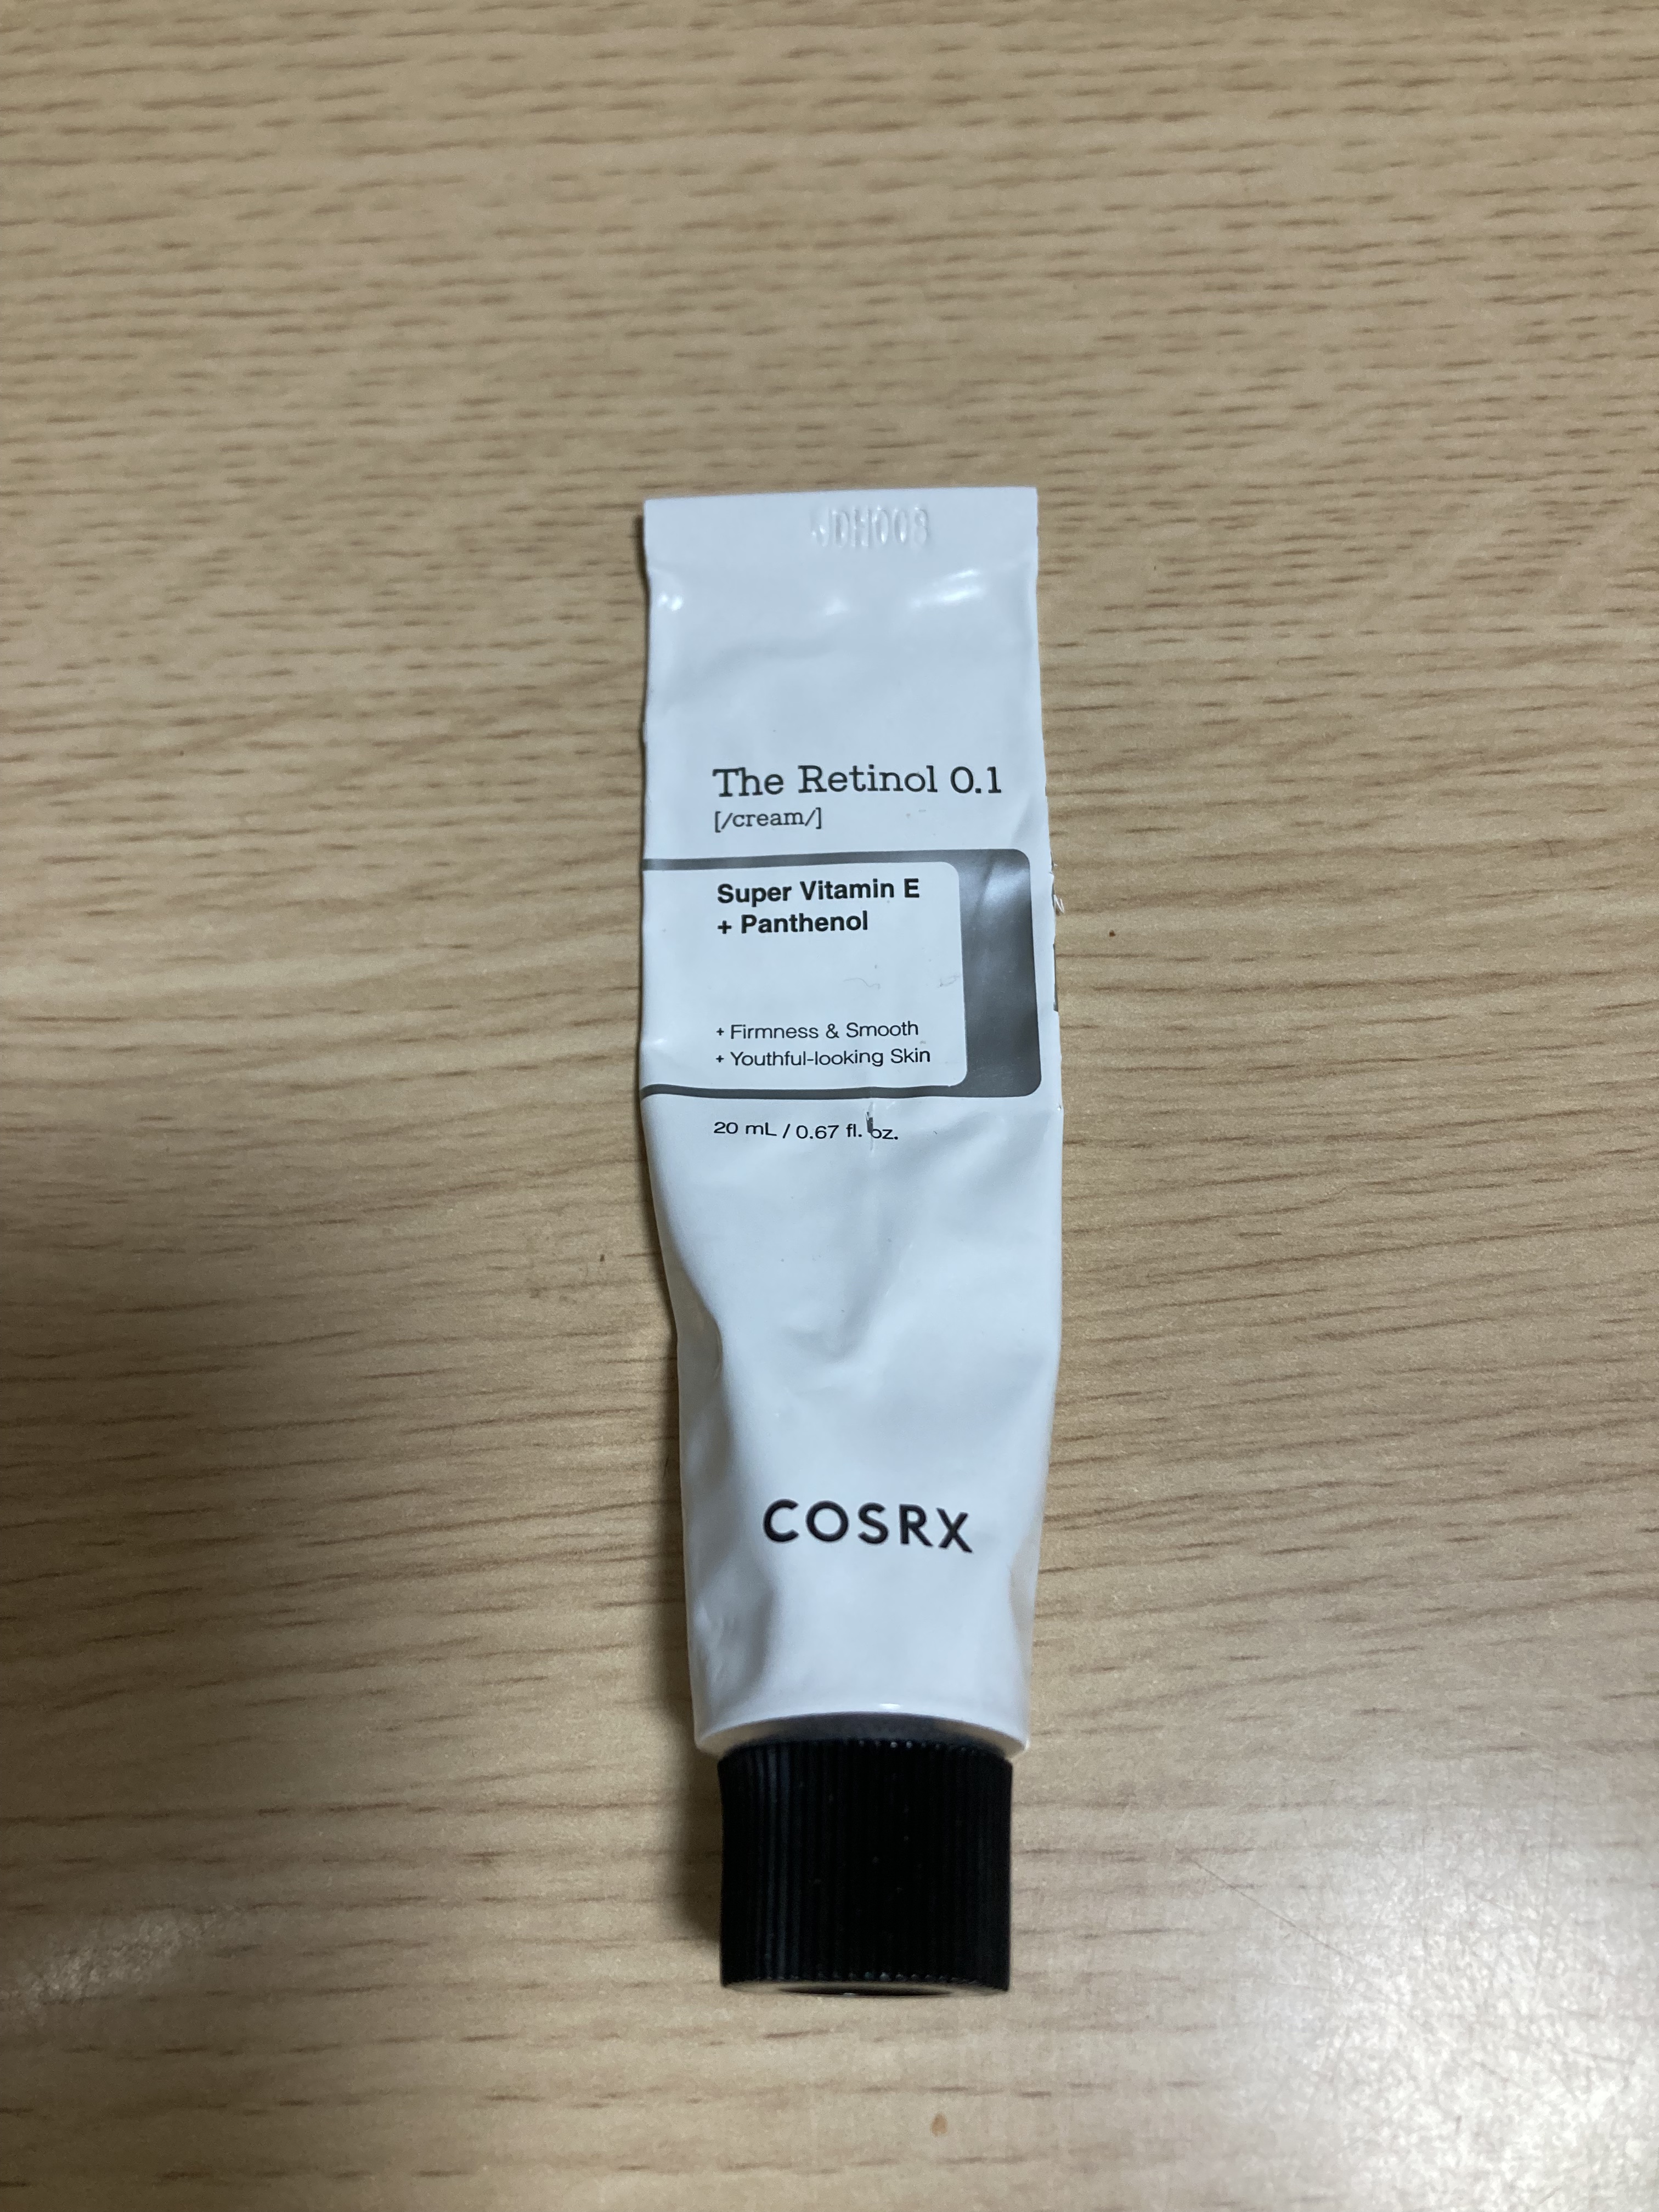 The Retinol 0.1
[/cream/]
Super Vitamin E
+ Panthenol
+ Firmness & Smooth
+ Youthful-looking Skin
20 mL / 0.67 fl. oz.
COSRX